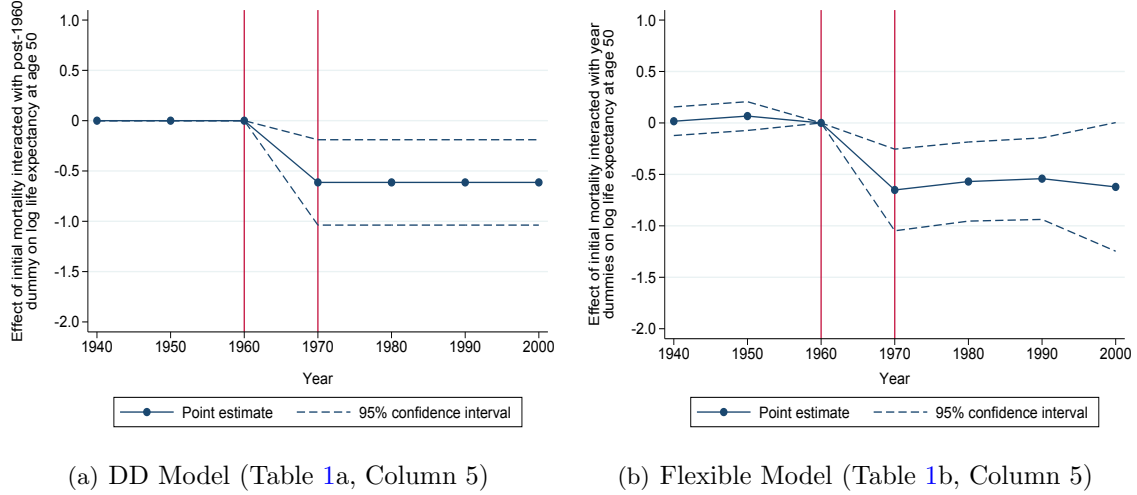 Effect of initial mortality interacted with post-1960
dummy on log life expectancy at age 50
1.0
0.5
0
-0.5
-1.0
-1.5
-2.0
1940 1950 1960 1970 1980 1990 2000
Year
Point estimate 95% confidence interval
(a) DD Model (Table 1a, Column 5)
Effect of initial mortality interacted with year
dummies on log life expectancy at age 50
1.0
0.5
0
-0.5
-1.0
-1.5
-2.0
1940 1950 1960 1970 1980 1990 2000
Year
Point estimate 95% confidence interval
(b) Flexible Model (Table 1b, Column 5)